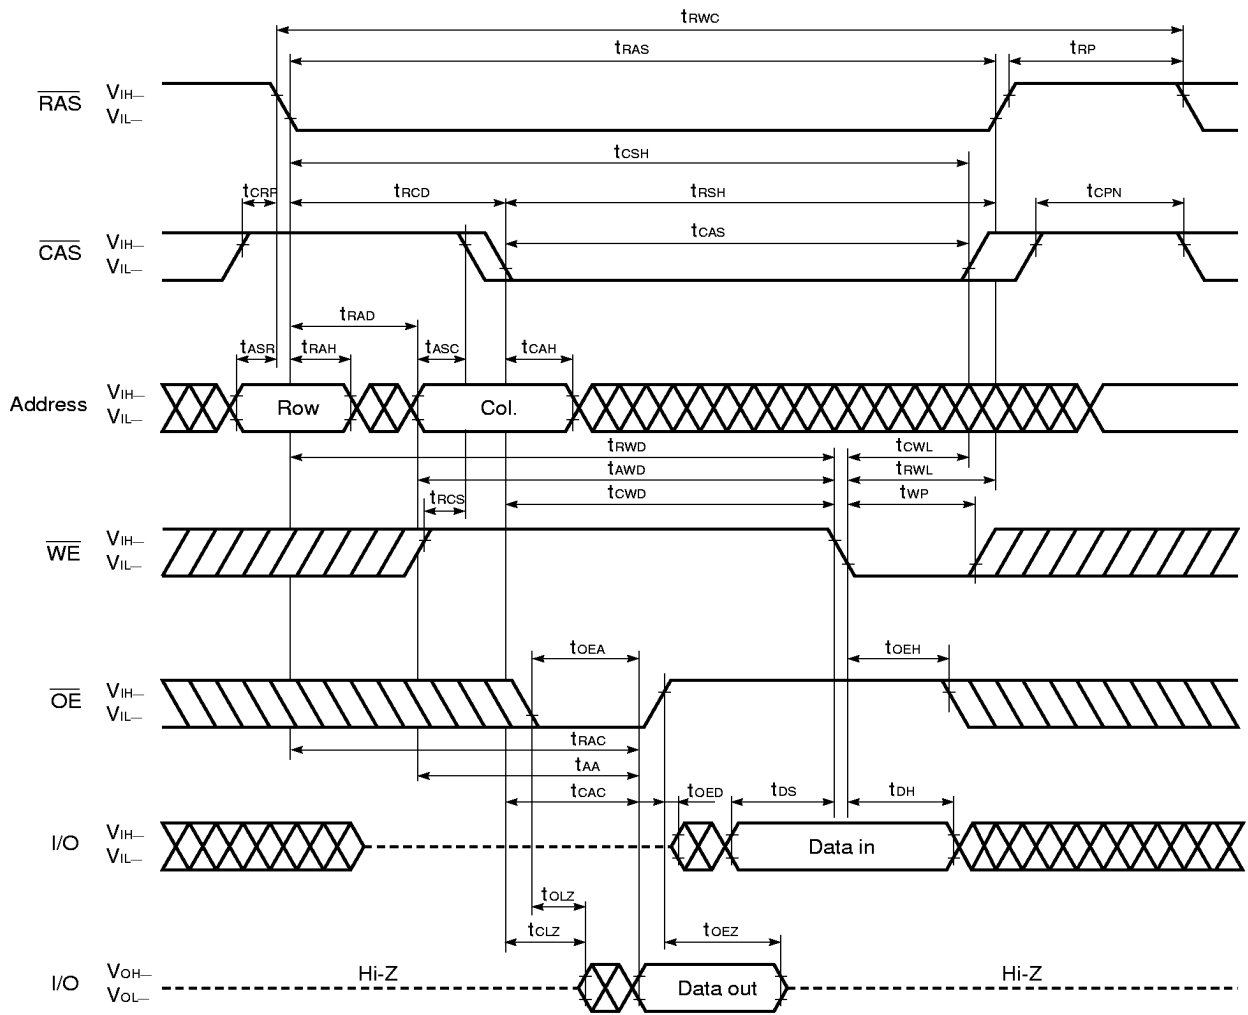 tRWC
tRAS
tRP
RAS
VIH—
VIL—
tCSH
tCRP
tRCD
tRSH
tCPN
tCAS
CAS
VIH—
VIL—
tRAD
tASR
tRAH
tASC
tCAH
Address
VIH—
VIL—
Row
Col.
tRWD
tCWL
tAWD
tRWL
tRCS
tCWD
tWP
WE
VIH—
VIL—
tOEA
tOEH
OE
VIH—
VIL—
tRAC
tAA
tCAC
tOED
tDS
tDH
I/O
VIH—
VIL—
Data in
tOLZ
tCLZ
tOEZ
I/O
VOH—
VOL—
Hi-Z
Data out
Hi-Z